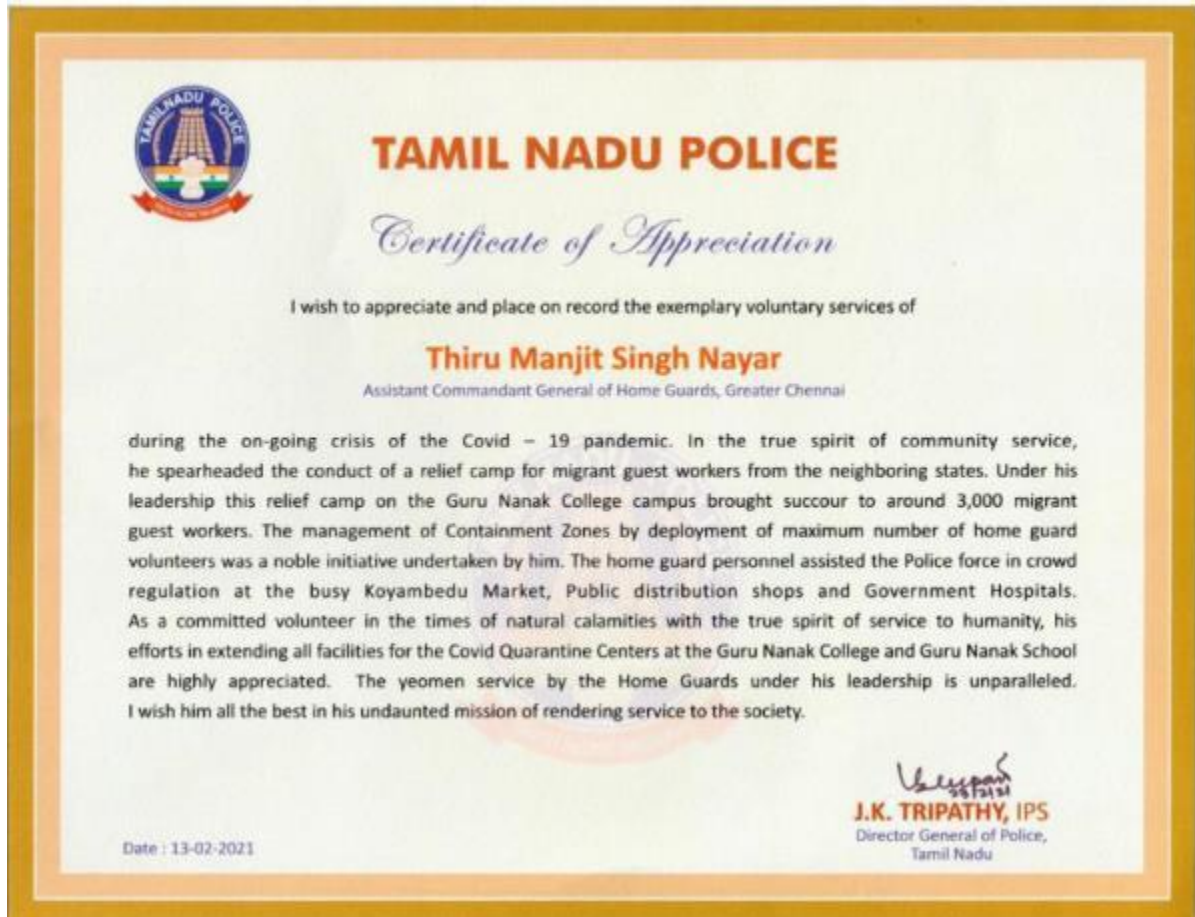 TAMILNADU POLICE
TAMIL NADU POLICE
Certificate of Appreciation
I wish to appreciate and place on record the exemplary voluntary services of
Thiru Manjit Singh Nayar
Assistant Commandant General of Home Guards, Greater Chennai
during the on-going crisis of the Covid – 19 pandemic. In the true spirit of community service,
he spearheaded the conduct of a relief camp for migrant guest workers from the neighboring states. Under his
leadership this relief camp on the Guru Nanak College campus brought succour to around 3,000 migrant
guest workers. The management of Containment Zones by deployment of maximum number of home guard
volunteers was a noble initiative undertaken by him. The home guard personnel assisted the Police force in crowd
regulation at the busy Koyambedu Market, Public distribution shops and Government Hospitals.
As a committed volunteer in the times of natural calamities with the true spirit of service to humanity, his
efforts in extending all facilities for the Covid Quarantine Centers at the Guru Nanak College and Guru Nanak School
are highly appreciated. The yeomen service by the Home Guards under his leadership is unparalleled.
I wish him all the best in his undaunted mission of rendering service to the society.
J.K. TRIPATHY, IPS
Director General of Police,
Tamil Nadu
Date : 13-02-2021